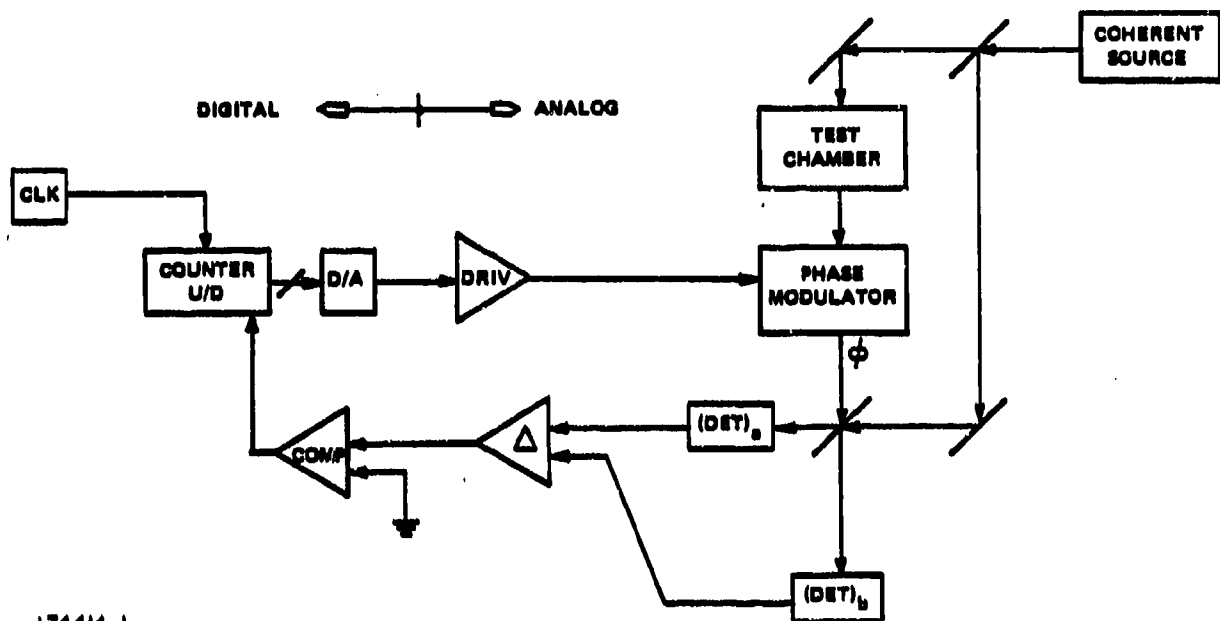 COHERENT
SOURCE
DIGITAL
ANALOG
TEST
CHAMBER
CLK
COUNTER
U/D
D/A
DRIV
PHASE
MODULATOR
ϕ
(DET)a
Δ
COMP
(DET)b